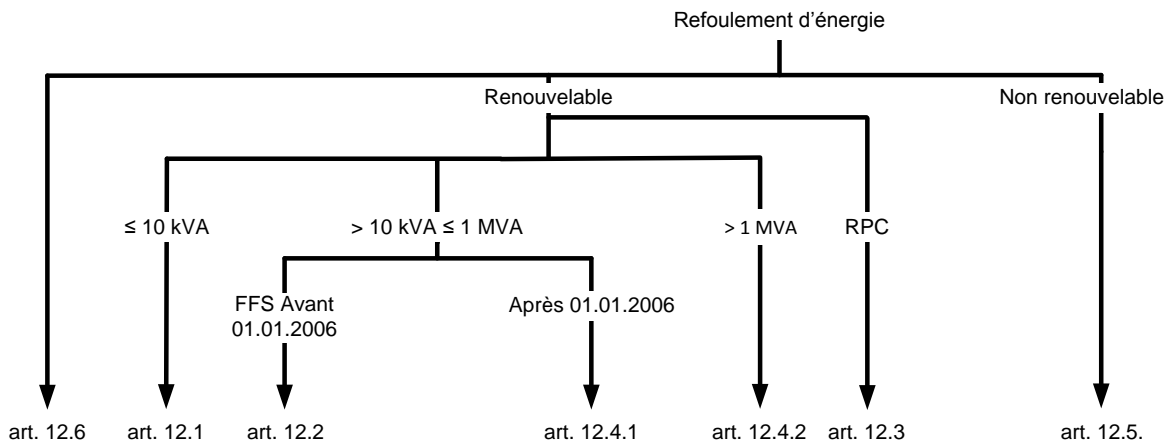 Refoulement d’énergie
Renouvelable
Non renouvelable
≤ 10 kVA
> 10 kVA ≤ 1 MVA
> 1 MVA
RPC
FFS Avant
01.01.2006
Après 01.01.2006
art. 12.6
art. 12.1
art. 12.2
art. 12.4.1
art. 12.4.2
art. 12.3
art. 12.5.